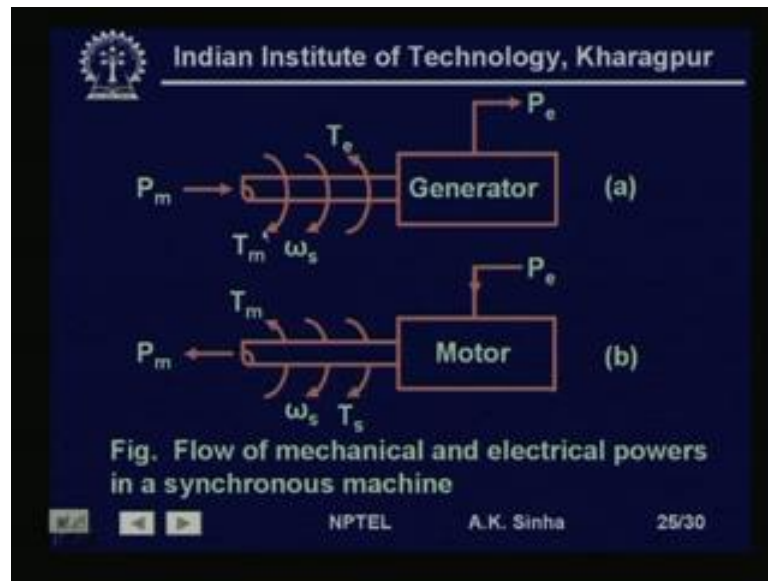 Indian Institute of Technology, Kharagpur
Pe
Te
Pm
Generator
(a)
Tm
ωs
Pe
Tm
Pm
Motor
(b)
ωs
Ts
Fig. Flow of mechanical and electrical powers
in a synchronous machine
NPTEL A.K. Sinha 25/30